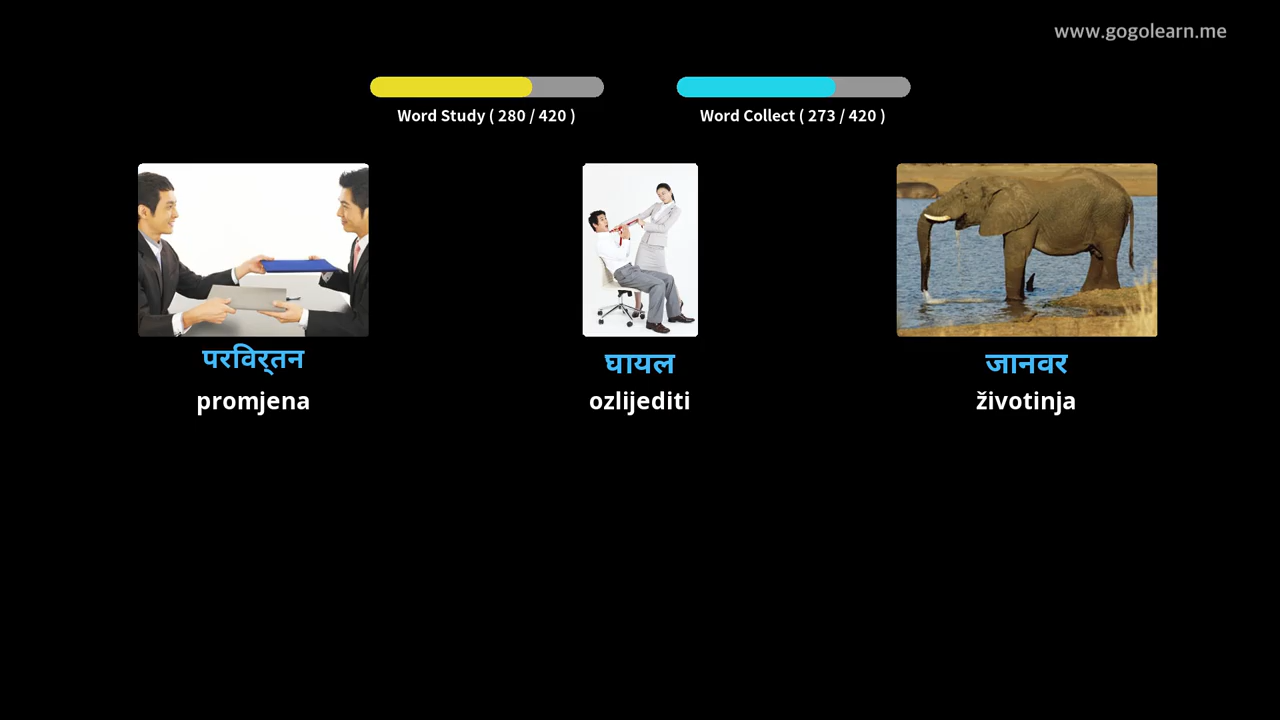 www.gogolearn.me
Word Study ( 280 / 420 )
Word Collect ( 273 / 420 )
परविर्‌तन
घायल
जानवर
promjena
ozlijediti
životinja